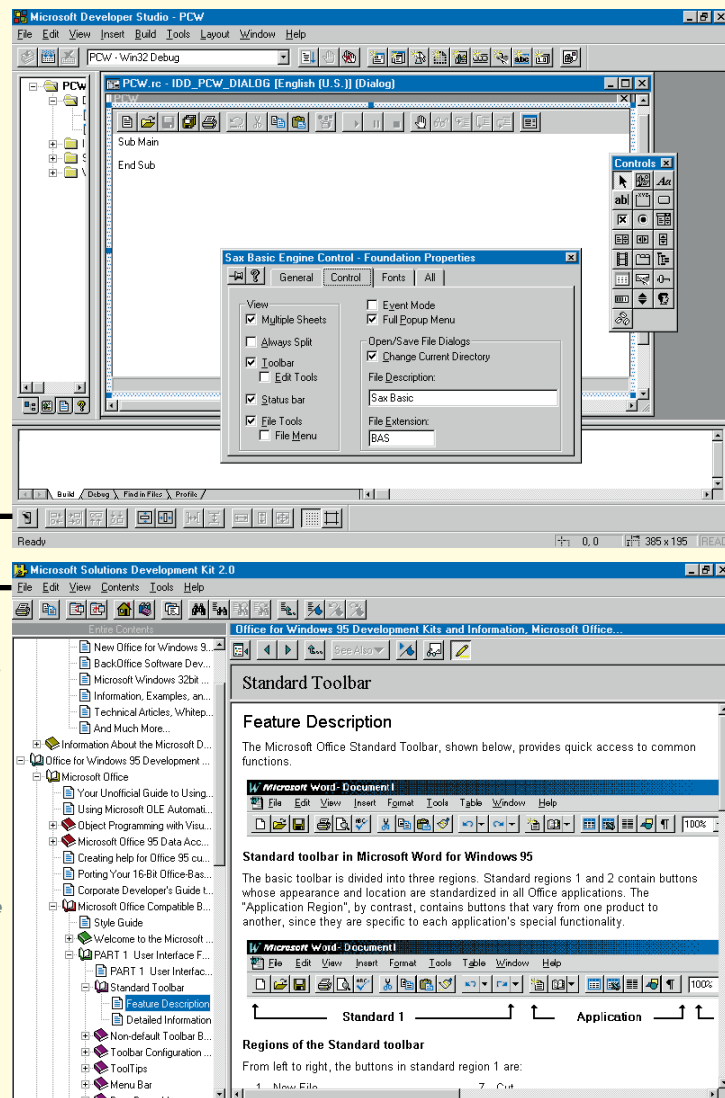 Microsoft Developer Studio - PCW
File Edit View Insert Build Tools Layout Window Help
PCW - Win32 Debug
PCW
PCW.rc - IDD_PCW_DIALOG [English (U.S.)] (Dialog)
PCW
Sub Main
End Sub
Controls
Aa
ab|
Sax Basic Engine Control - Foundation Properties
General Control Fonts All
View
Multiple Sheets
Always Split
Toolbar
Edit Tools
Status bar
File Tools
File Menu
Event Mode
Full Popup Menu
Open/Save File Dialogs
Change Current Directory
File Description:
Sax Basic
File Extension:
BAS
Build Debug Find in Files Profile
Ready
0, 0 385 x 195 READ
Microsoft Solutions Development Kit 2.0
File Edit View Contents Tools Help
Entire Contents
New Office for Windows 9...
BackOffice Software Dev...
Microsoft Windows 32bit ...
Information, Examples, an...
Technical Articles, Whitep...
And Much More...
Information About the Microsoft D...
Office for Windows 95 Development ...
Microsoft Office
Your Unofficial Guide to Using...
Using Microsoft OLE Automati...
Object Programming with Visu...
Microsoft Office 95 Data Acc...
Creating help for Office 95 cu...
Porting Your 16-Bit Office-Bas...
Corporate Developer's Guide t...
Microsoft Office Compatible B...
Style Guide
Welcome to the Microsoft ...
PART 1 User Interface F...
PART 1 User Interfac...
Standard Toolbar
Feature Description
Detailed Information
Non-default Toolbar B...
Toolbar Configuration ...
ToolTips
Menu Bar
Office for Windows 95 Development Kits and Information, Microsoft Office...
See Also
Standard Toolbar
Feature Description
The Microsoft Office Standard Toolbar, shown below, provides quick access to common
functions.
Microsoft Word - Document1
File Edit View Insert Format Tools Table Window Help
100%
Standard toolbar in Microsoft Word for Windows 95
The basic toolbar is divided into three regions. Standard regions 1 and 2 contain buttons
whose appearance and location are standardized in all Office applications. The
"Application Region", by contrast, contains buttons that vary from one product to
another, since they are specific to each application's special functionality.
Microsoft Word - Document1
File Edit View Insert Format Tools Table Window Help
100%
Standard 1 Application
Regions of the Standard toolbar
From left to right, the buttons in standard region 1 are:
1. New File 7. Cut